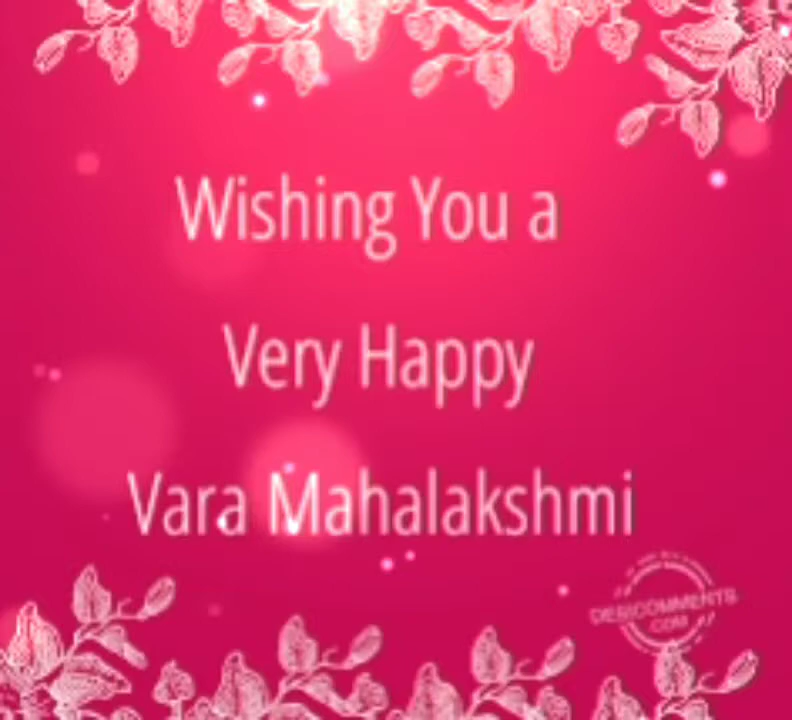 Wishing You a
Very Happy
Vara Mahalakshmi
DESICOMMENTS
.COM